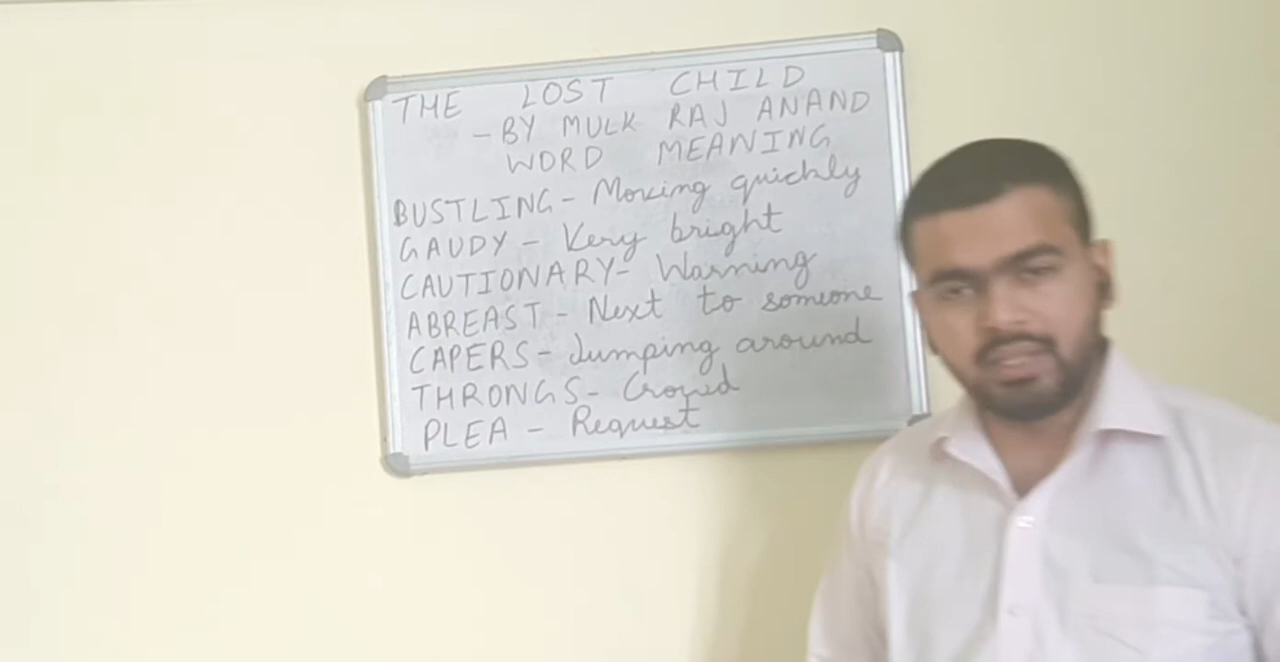 THE LOST CHILD
- BY MULK RAJ ANAND
WORD MEANING
BUSTLING - Moving quickly
GAUDY - Very bright
CAUTIONARY - Warning
ABREAST - Next to someone
CAPERS - Jumping around
THRONGS - Crowd
PLEA - Request